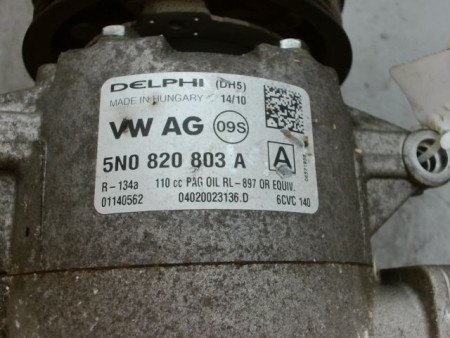 DELPHI (DH5)
MADE IN HUNGARY 14/10
VW AG 09S
5N0 820 803 A A
R-134a 110 cc PAG OIL RL-897 OR EQUIV.
01140562 04020023136.D 6CVC 140